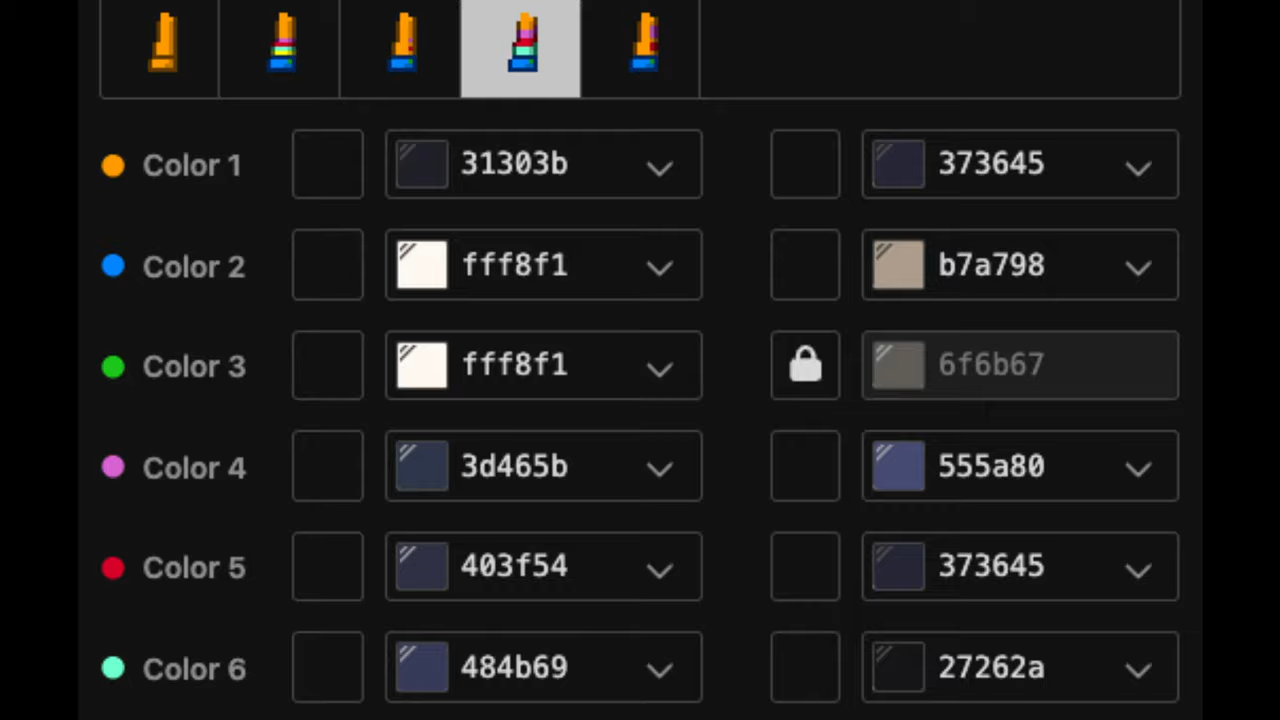 Color 1 31303b 373645
Color 2 fff8f1 b7a798
Color 3 fff8f1 6f6b67
Color 4 3d465b 555a80
Color 5 403f54 373645
Color 6 484b69 27262a